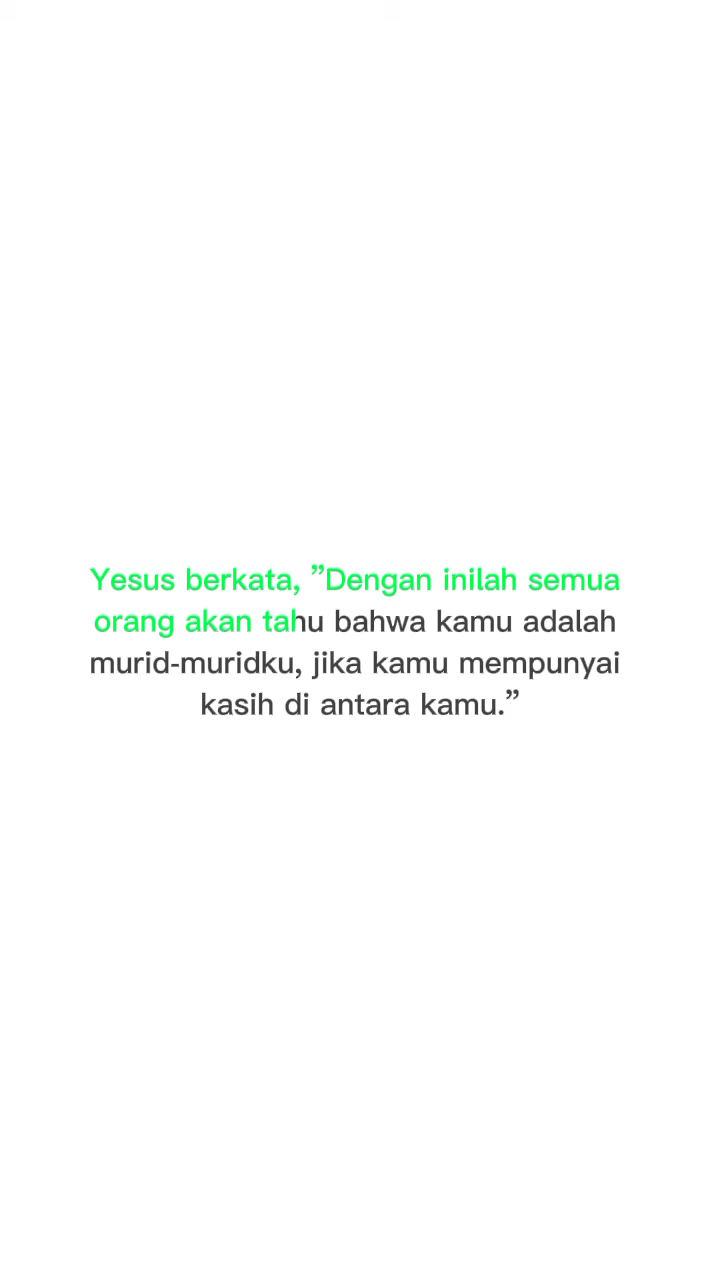 Yesus berkata, ”Dengan inilah semua
orang akan tahu bahwa kamu adalah
murid-muridku, jika kamu mempunyai
kasih di antara kamu.”